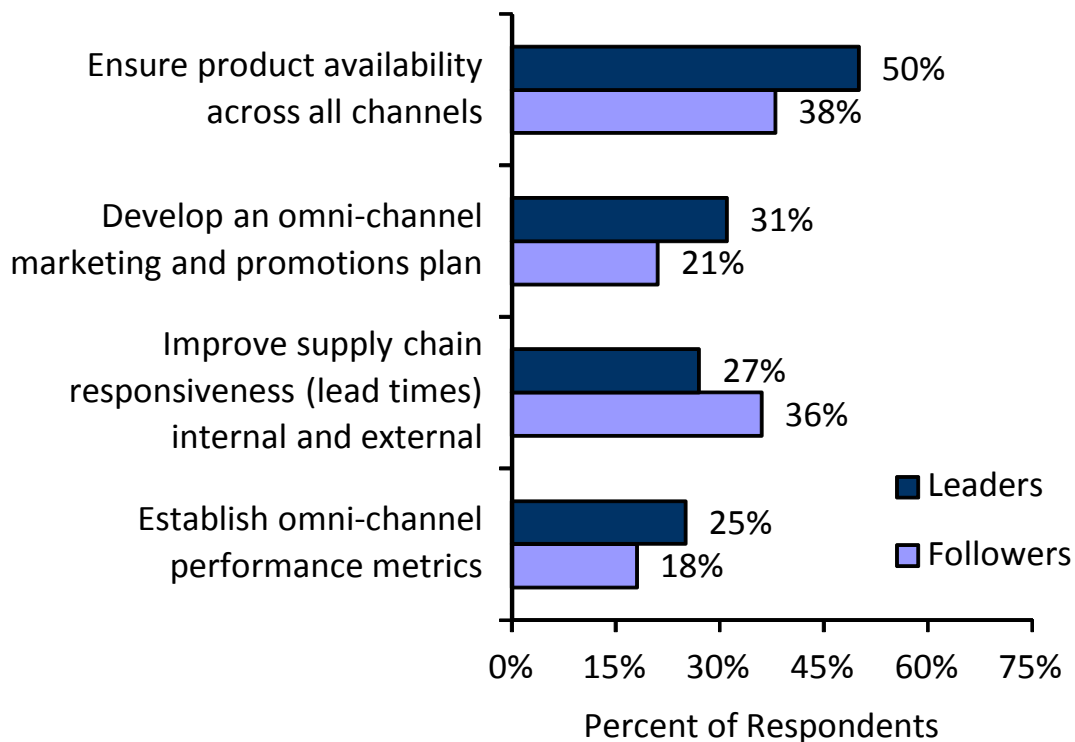 Ensure product availability
across all channels
50%
38%
Develop an omni-channel
marketing and promotions plan
31%
21%
Improve supply chain
responsiveness (lead times)
internal and external
27%
36%
Establish omni-channel
performance metrics
25%
18%
Leaders
Followers
0% 15% 30% 45% 60% 75%
Percent of Respondents